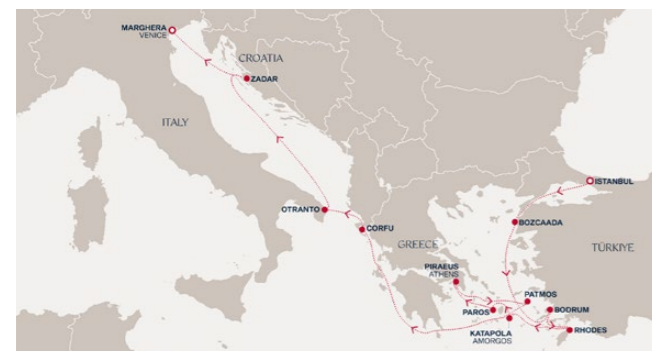 MARGHERA
VENICE
CROATIA
ZADAR
ITALY
ISTANBUL
OTRANTO
BOZCAADA
CORFU
GREECE
TÜRKIYE
PIRAEUS
ATHENS
PATMOS
PAROS
BODRUM
KATAPOLA
AMORGOS
RHODES